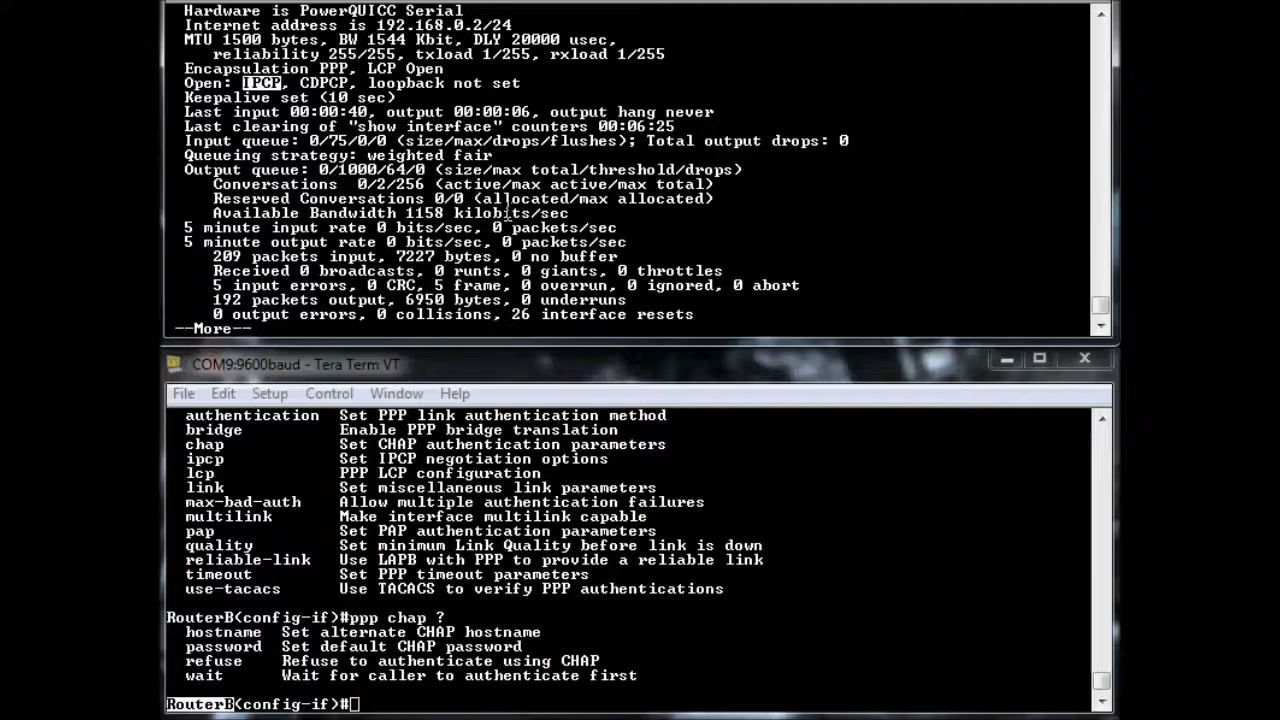 Hardware is PowerQUICC Serial
Internet address is 192.168.0.2/24
MTU 1500 bytes, BW 1544 Kbit, DLY 20000 usec,
reliability 255/255, txload 1/255, rxload 1/255
Encapsulation PPP, LCP Open
Open: IPCP, CDPCP, loopback not set
Keepalive set (10 sec)
Last input 00:00:40, output 00:00:06, output hang never
Last clearing of "show interface" counters 00:06:25
Input queue: 0/75/0/0 (size/max/drops/flushes); Total output drops: 0
Queueing strategy: weighted fair
Output queue: 0/1000/64/0 (size/max total/threshold/drops)
Conversations 0/2/256 (active/max active/max total)
Reserved Conversations 0/0 (allocated/max allocated)
Available Bandwidth 1158 kilobits/sec
5 minute input rate 0 bits/sec, 0 packets/sec
5 minute output rate 0 bits/sec, 0 packets/sec
209 packets input, 7227 bytes, 0 no buffer
Received 0 broadcasts, 0 runts, 0 giants, 0 throttles
5 input errors, 0 CRC, 5 frame, 0 overrun, 0 ignored, 0 abort
192 packets output, 6950 bytes, 0 underruns
0 output errors, 0 collisions, 26 interface resets
--More--
COM9:9600baud - Tera Term VT
File Edit Setup Control Window Help
authentication Set PPP link authentication method
bridge Enable PPP bridge translation
chap Set CHAP authentication parameters
ipcp Set IPCP negotiation options
lcp PPP LCP configuration
link Set miscellaneous link parameters
max-bad-auth Allow multiple authentication failures
multilink Make interface multilink capable
pap Set PAP authentication parameters
quality Set minimum Link Quality before link is down
reliable-link Use LAPB with PPP to provide a reliable link
timeout Set PPP timeout parameters
use-tacacs Use TACACS to verify PPP authentications
RouterB(config-if)#ppp chap ?
hostname Set alternate CHAP hostname
password Set default CHAP password
refuse Refuse to authenticate using CHAP
wait Wait for caller to authenticate first
RouterB(config-if)#